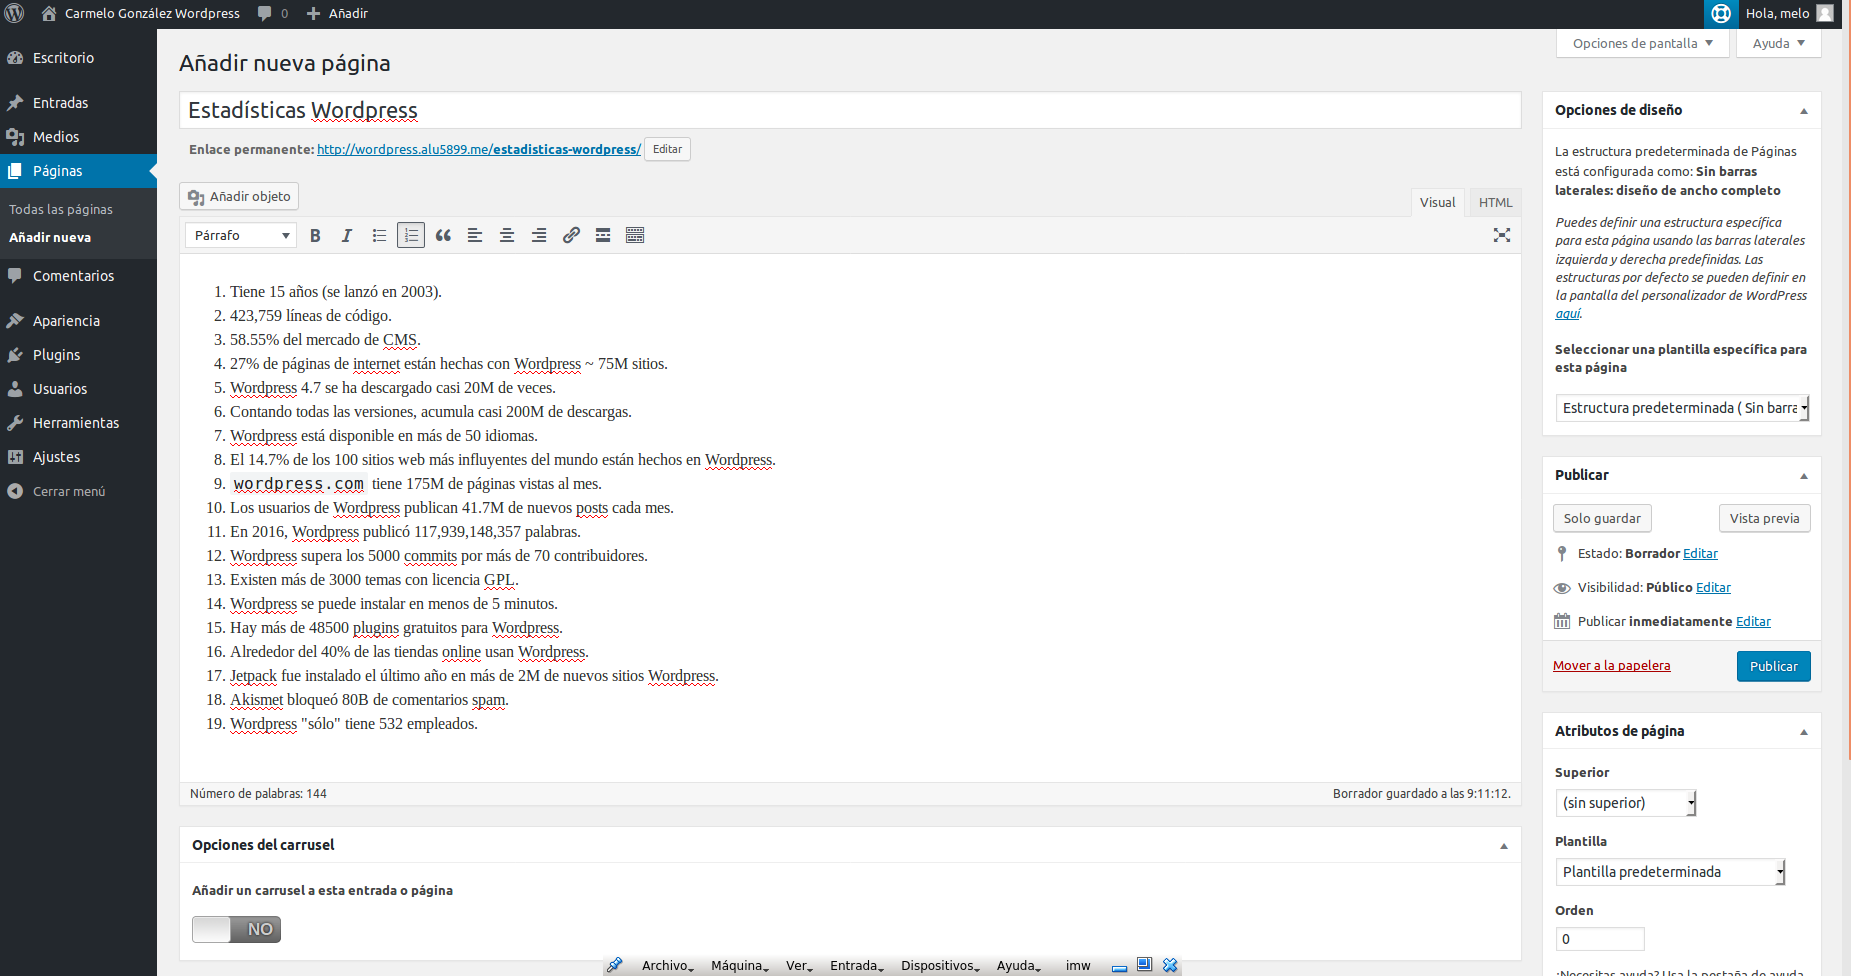 Carmelo González Wordpress 0 Añadir Hola, melo
Opciones de pantalla Ayuda
Escritorio
Entradas
Medios
Páginas
Todas las páginas
Añadir nueva
Comentarios
Apariencia
Plugins
Usuarios
Herramientas
Ajustes
Cerrar menú
Añadir nueva página
Estadísticas Wordpress
Enlace permanente: http://wordpress.alu5899.me/estadisticas-wordpress/ Editar
Añadir objeto
Visual HTML
Párrafo
1. Tiene 15 años (se lanzó en 2003).
2. 423,759 líneas de código.
3. 58.55% del mercado de CMS.
4. 27% de páginas de internet están hechas con Wordpress ~ 75M sitios.
5. Wordpress 4.7 se ha descargado casi 20M de veces.
6. Contando todas las versiones, acumula casi 200M de descargas.
7. Wordpress está disponible en más de 50 idiomas.
8. El 14.7% de los 100 sitios web más influyentes del mundo están hechos en Wordpress.
9. wordpress.com tiene 175M de páginas vistas al mes.
10. Los usuarios de Wordpress publican 41.7M de nuevos posts cada mes.
11. En 2016, Wordpress publicó 117,939,148,357 palabras.
12. Wordpress supera los 5000 commits por más de 70 contribuidores.
13. Existen más de 3000 temas con licencia GPL.
14. Wordpress se puede instalar en menos de 5 minutos.
15. Hay más de 48500 plugins gratuitos para Wordpress.
16. Alrededor del 40% de las tiendas online usan Wordpress.
17. Jetpack fue instalado el último año en más de 2M de nuevos sitios Wordpress.
18. Akismet bloqueó 80B de comentarios spam.
19. Wordpress "sólo" tiene 532 empleados.
Número de palabras: 144 Borrador guardado a las 9:11:12.
Opciones del carrusel
Añadir un carrusel a esta entrada o página
NO
Opciones de diseño
La estructura predeterminada de Páginas
está configurada como: Sin barras
laterales: diseño de ancho completo
Puedes definir una estructura específica
para esta página usando las barras laterales
izquierda y derecha predefinidas. Las
estructuras por defecto se pueden definir en
la pantalla del personalizador de WordPress
aquí.
Seleccionar una plantilla específica para
esta página
Estructura predeterminada ( Sin barra
Publicar
Solo guardar Vista previa
Estado: Borrador Editar
Visibilidad: Público Editar
Publicar inmediatamente Editar
Mover a la papelera Publicar
Atributos de página
Superior
(sin superior)
Plantilla
Plantilla predeterminada
Orden
0
¿Necesitas ayuda? Usa la pestaña de ayuda
Archivo Máquina Ver Entrada Dispositivos Ayuda imw